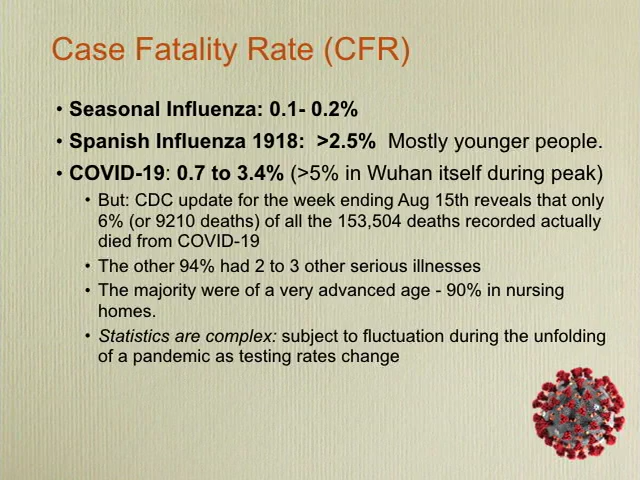 Case Fatality Rate (CFR)
• Seasonal Influenza: 0.1- 0.2%
• Spanish Influenza 1918:  >2.5%  Mostly younger people.
• COVID-19: 0.7 to 3.4% (>5% in Wuhan itself during peak)
• But: CDC update for the week ending Aug 15th reveals that only
6% (or 9210 deaths) of all the 153,504 deaths recorded actually
died from COVID-19
• The other 94% had 2 to 3 other serious illnesses
• The majority were of a very advanced age - 90% in nursing
homes.
• Statistics are complex: subject to fluctuation during the unfolding
of a pandemic as testing rates change